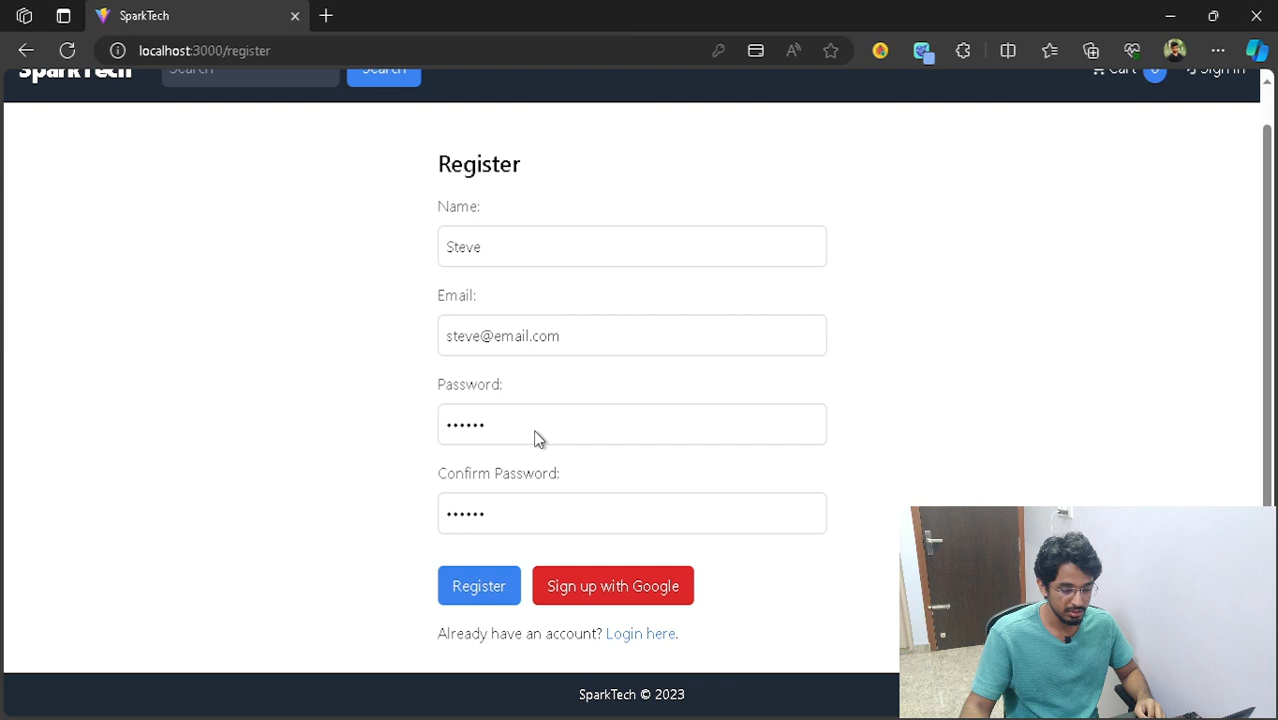 SparkTech
localhost:3000/register
SparkTech Search Search Cart 0 Sign In
Register
Name:
Steve
Email:
steve@email.com
Password:
••••••
Confirm Password:
••••••
Register Sign up with Google
Already have an account? Login here.
SparkTech © 2023